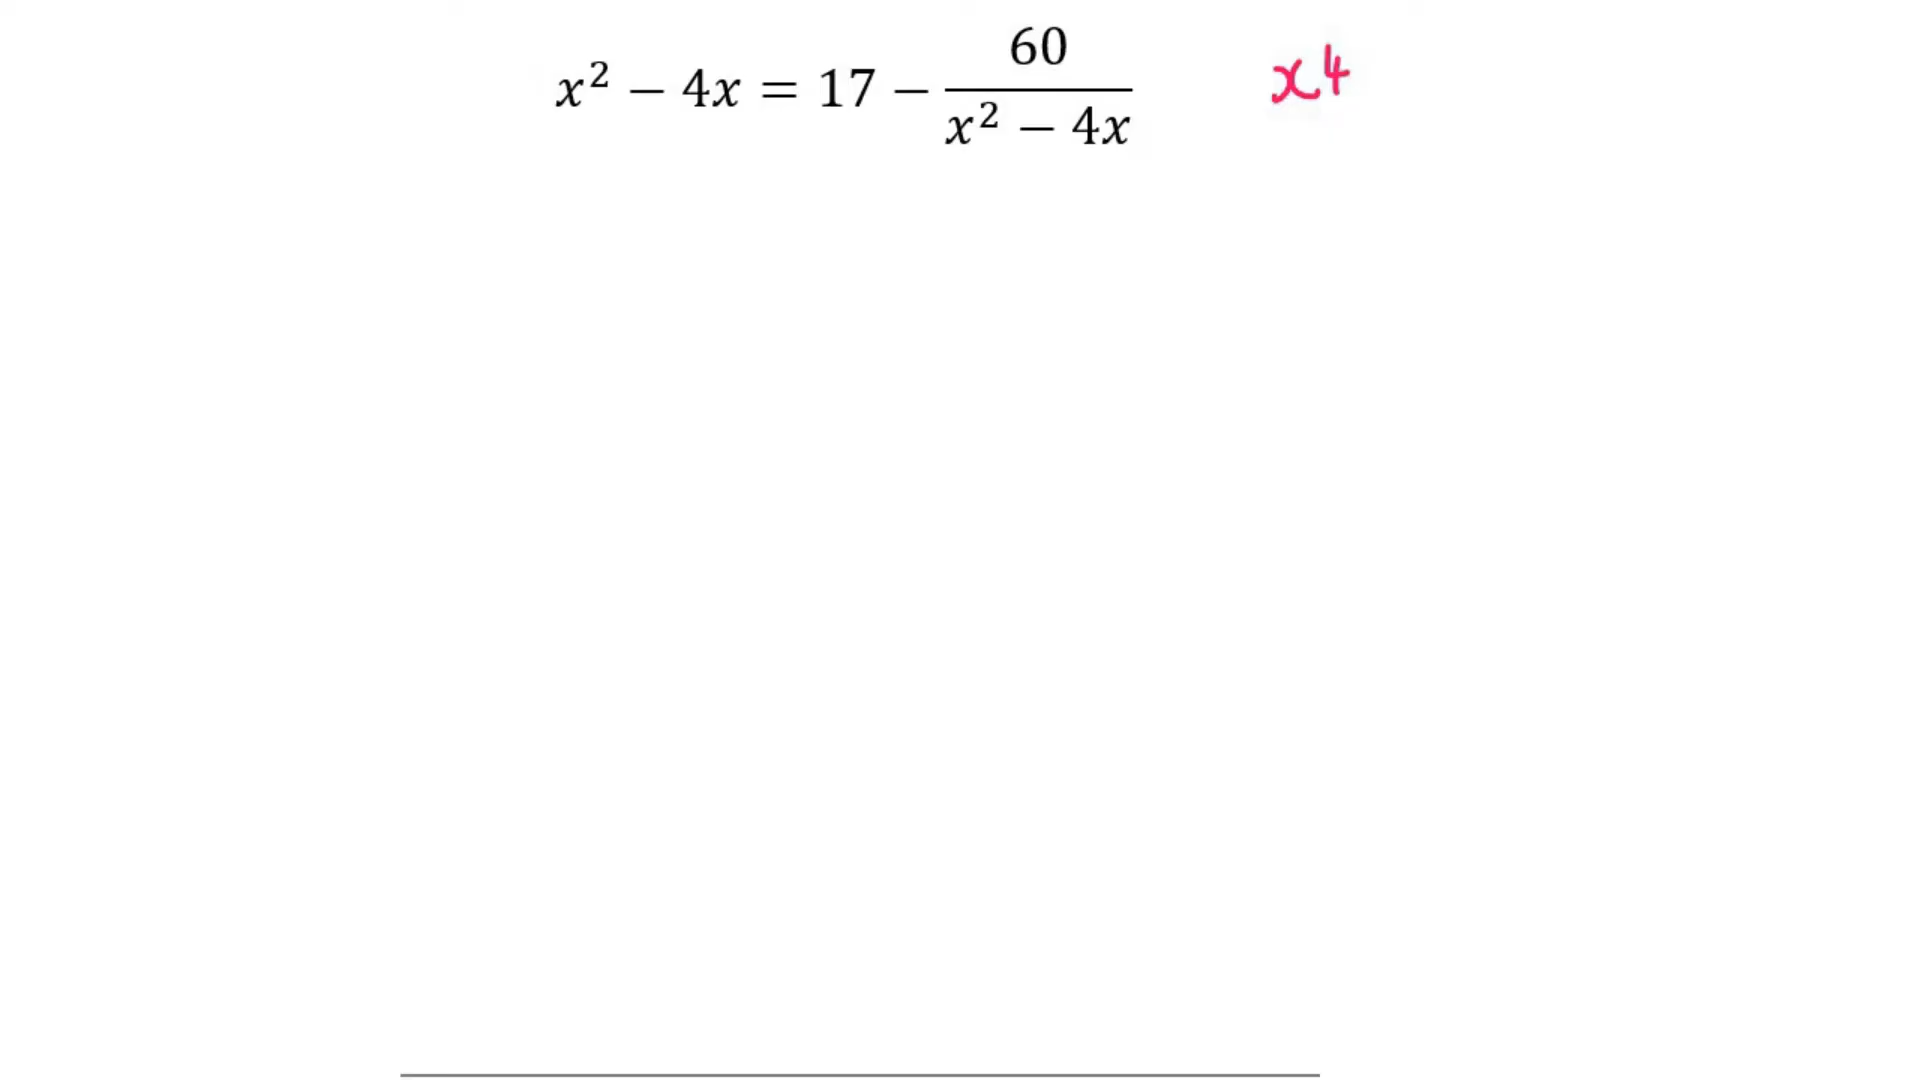 x² − 4x = 17 − 60/(x² − 4x) x⁴